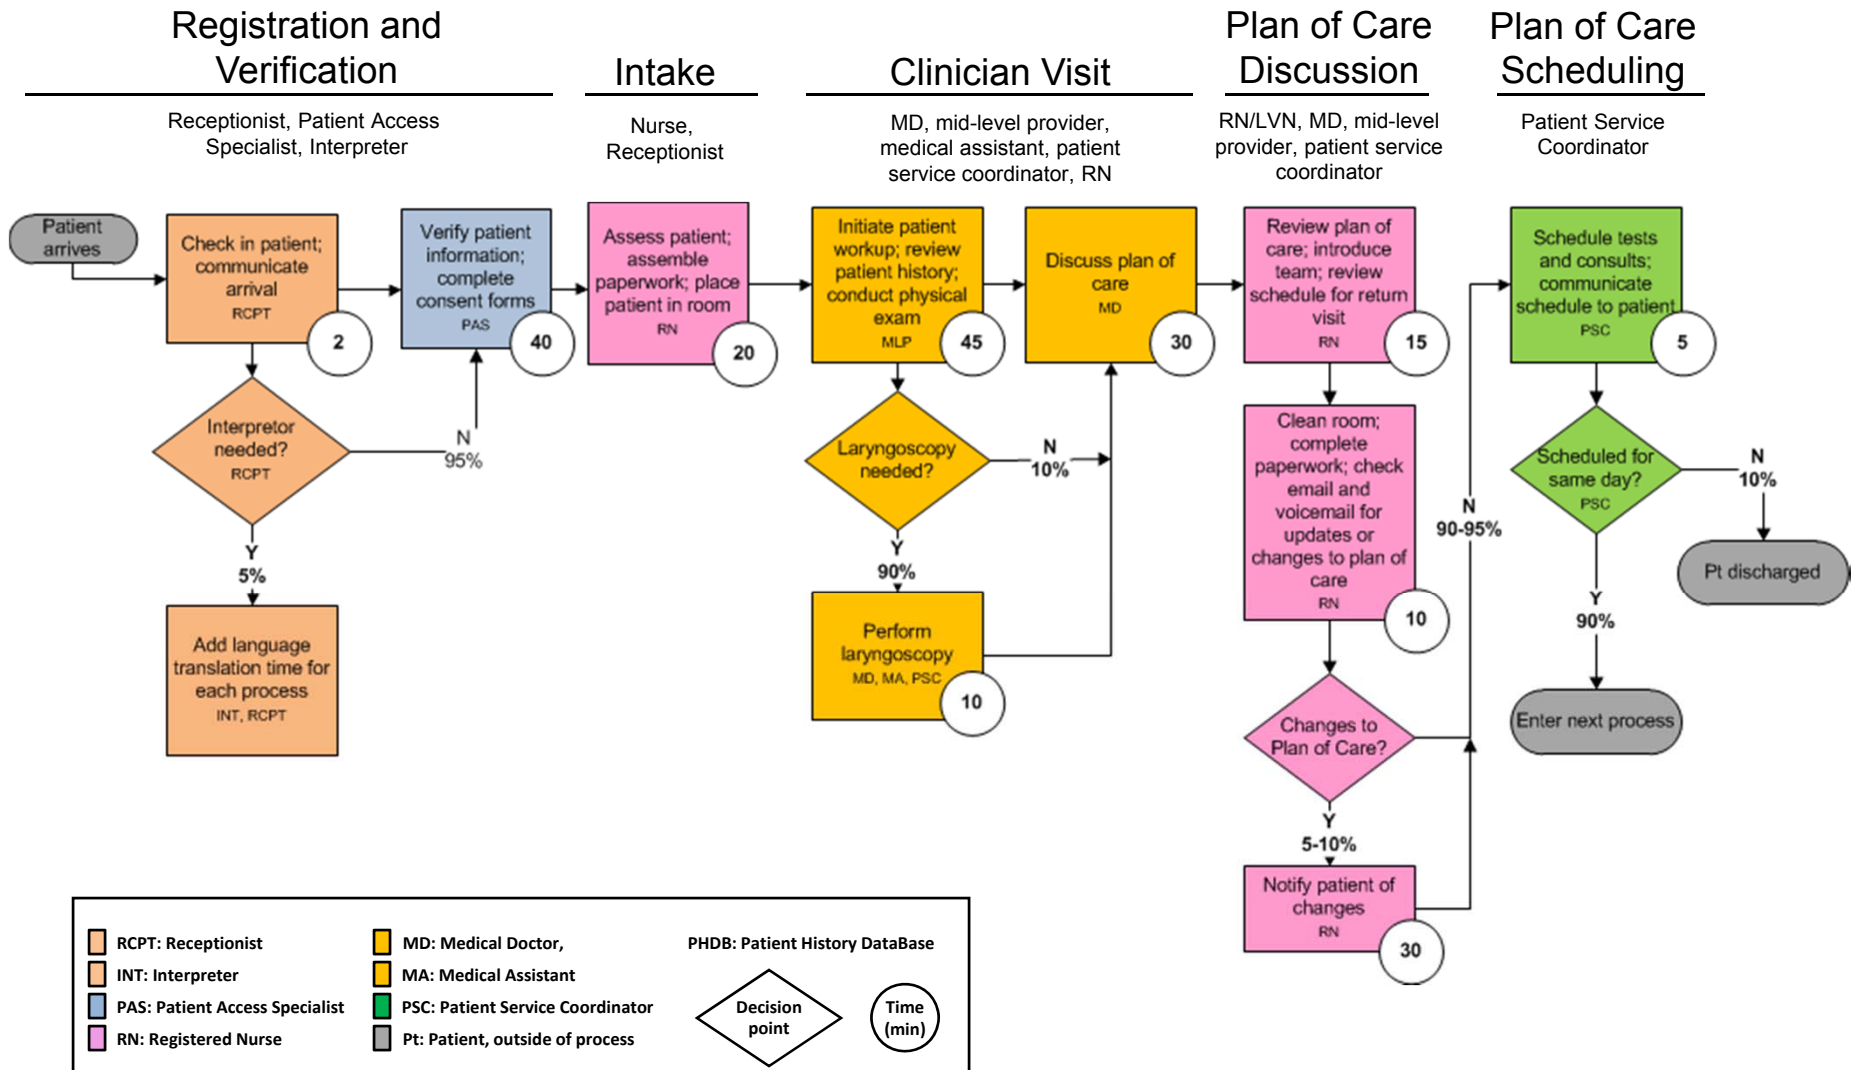 Registration and
Verification
Intake
Clinician Visit
Plan of Care
Discussion
Plan of Care
Scheduling
Receptionist, Patient Access
Specialist, Interpreter
Nurse,
Receptionist
MD, mid-level provider,
medical assistant, patient
service coordinator, RN
RN/LVN, MD, mid-level
provider, patient service
coordinator
Patient Service
Coordinator
Patient
arrives
Check in patient;
communicate
arrival
RCPT
2
Verify patient
information;
complete
consent forms
PAS
40
Interpretor
needed?
RCPT
N
95%
Y
5%
Add language
translation time for
each process
INT, RCPT
Assess patient;
assemble
paperwork; place
patient in room
RN
20
Initiate patient
workup; review
patient history;
conduct physical
exam
MLP
45
Discuss plan of
care
MD
30
Laryngoscopy
needed?
N
10%
Y
90%
Perform
laryngoscopy
MD, MA, PSC
10
Review plan of
care; introduce
team; review
schedule for return
visit
RN
15
Clean room;
complete
paperwork; check
email and
voicemail for
updates or
changes to plan of
care
RN
10
Changes to
Plan of Care?
N
90-95%
Y
5-10%
Notify patient of
changes
RN
30
Schedule tests
and consults;
communicate
schedule to patient
PSC
5
Scheduled for
same day?
PSC
N
10%
Pt discharged
Y
90%
Enter next process
RCPT: Receptionist
INT: Interpreter
PAS: Patient Access Specialist
RN: Registered Nurse
MD: Medical Doctor,
MA: Medical Assistant
PSC: Patient Service Coordinator
Pt: Patient, outside of process
PHDB: Patient History DataBase
Decision
point
Time
(min)